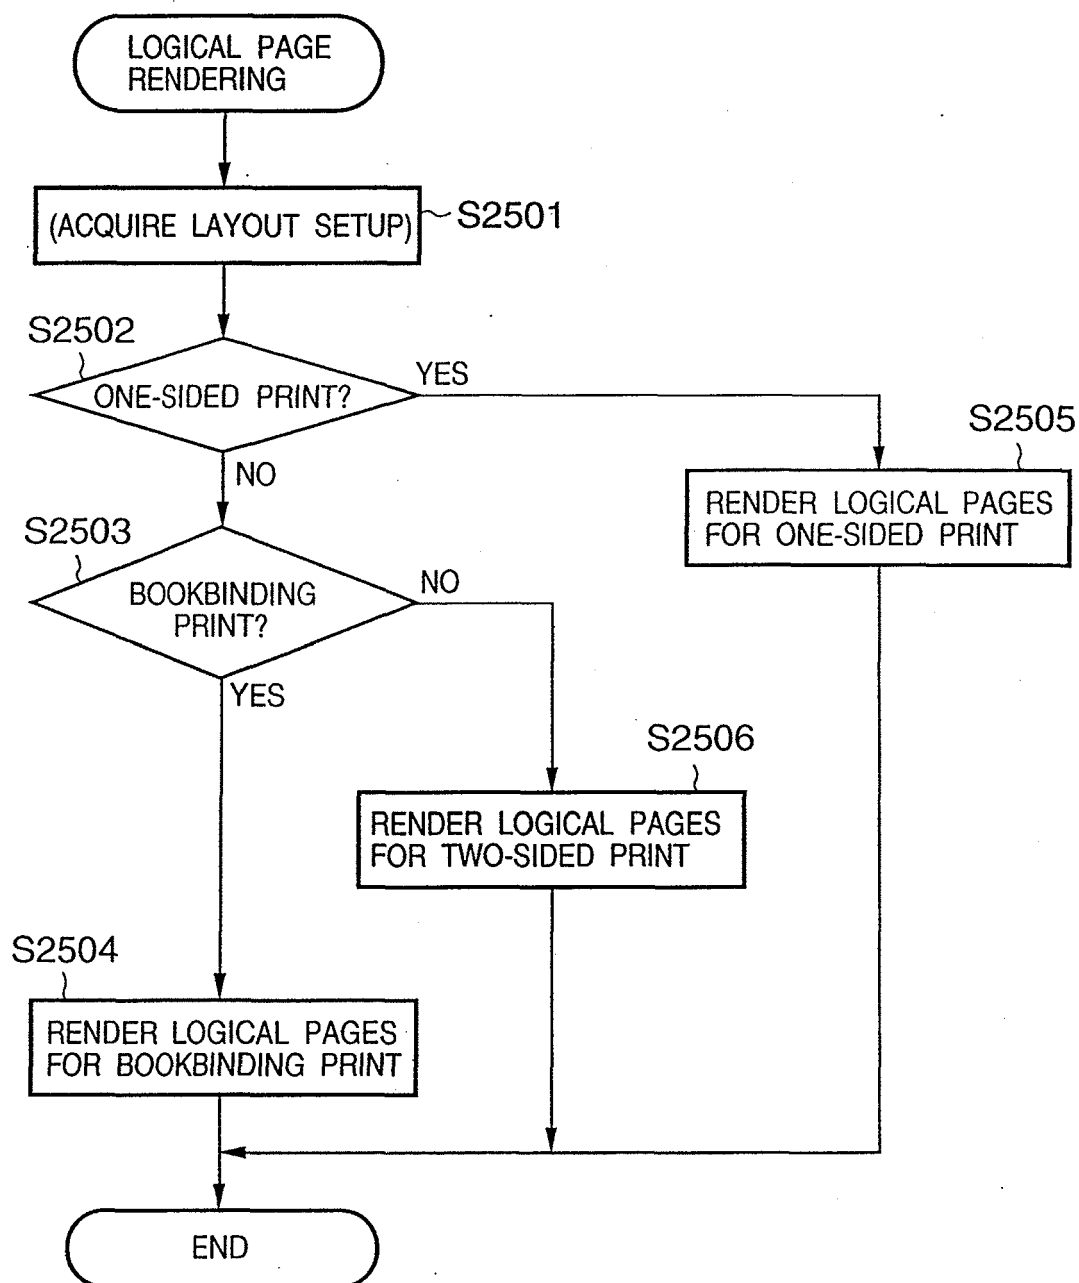 LOGICAL PAGE
RENDERING
(ACQUIRE LAYOUT SETUP)
S2501
S2502
ONE-SIDED PRINT?
YES
NO
S2505
RENDER LOGICAL PAGES
FOR ONE-SIDED PRINT
S2503
BOOKBINDING
PRINT?
NO
YES
S2506
RENDER LOGICAL PAGES
FOR TWO-SIDED PRINT
S2504
RENDER LOGICAL PAGES
FOR BOOKBINDING PRINT
END